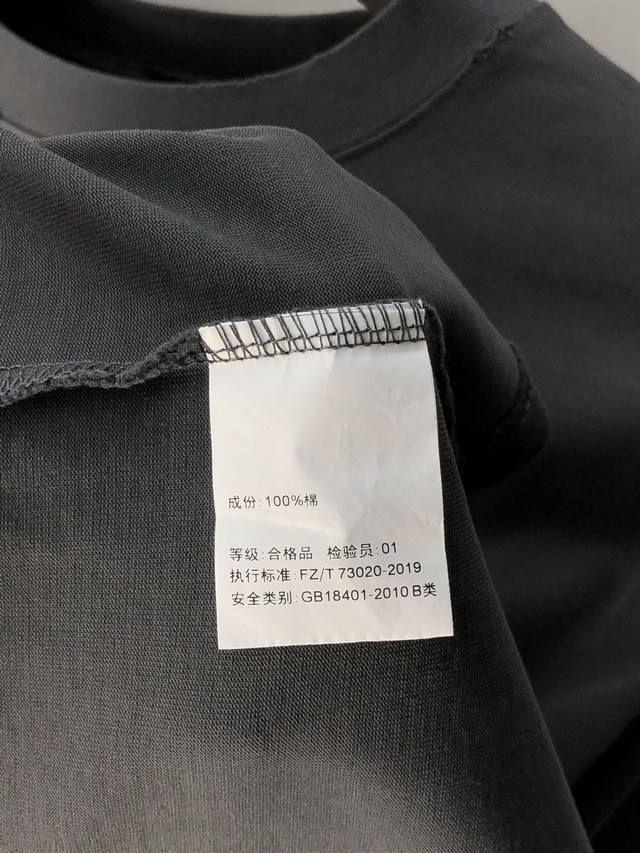 成份:100%棉
等级:合格品 检验员:01
执行标准:FZ/T 73020-2019
安全类别:GB18401-2010 B类